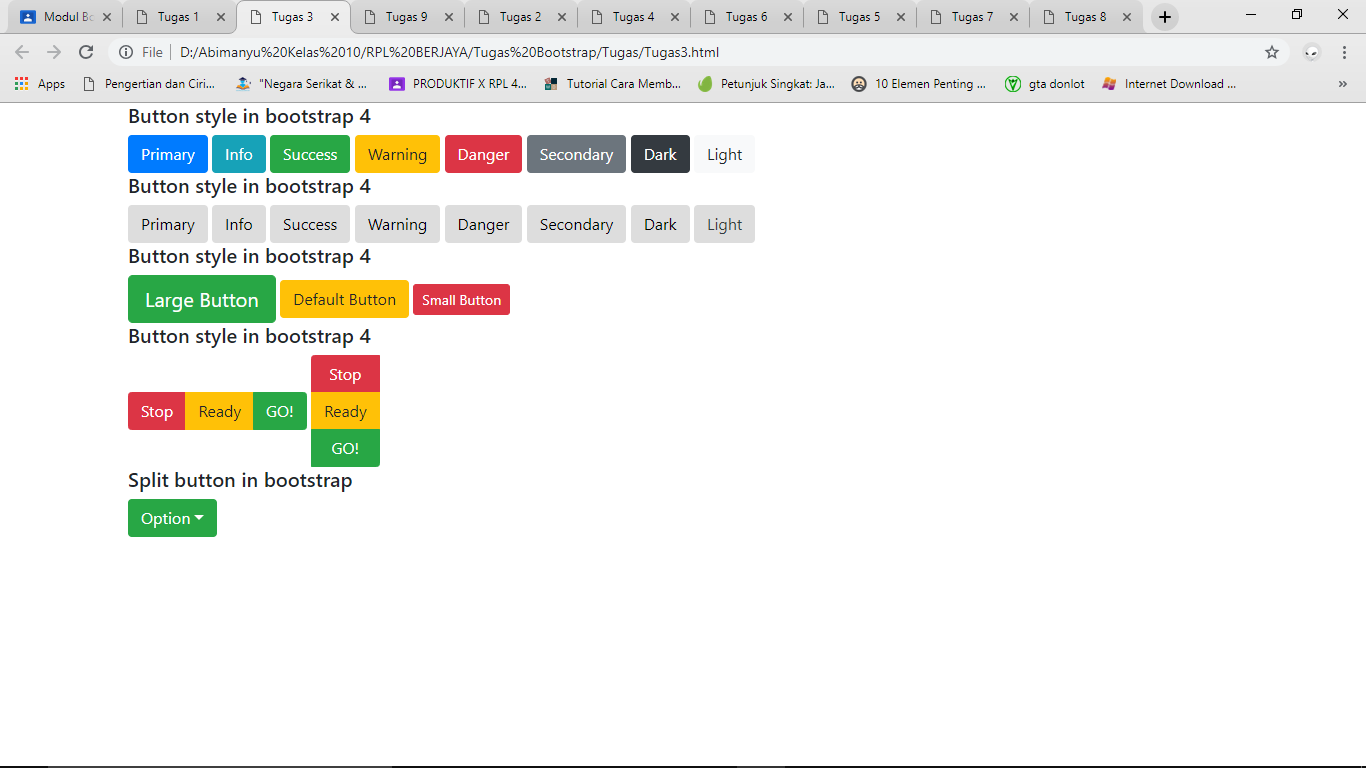 Modul Bo
Tugas 1
Tugas 3
Tugas 9
Tugas 2
Tugas 4
Tugas 6
Tugas 5
Tugas 7
Tugas 8
File D:/Abimanyu%20Kelas%2010/RPL%20BERJAYA/Tugas%20Bootstrap/Tugas/Tugas3.html
Apps
Pengertian dan Ciri...
"Negara Serikat & ...
PRODUKTIF X RPL 4...
Tutorial Cara Memb...
Petunjuk Singkat: Ja...
10 Elemen Penting ...
gta donlot
Internet Download ...
»
Button style in bootstrap 4
Primary Info Success Warning Danger Secondary Dark Light
Button style in bootstrap 4
Primary Info Success Warning Danger Secondary Dark Light
Button style in bootstrap 4
Large Button Default Button Small Button
Button style in bootstrap 4
Stop
Stop Ready GO! Ready
GO!
Split button in bootstrap
Option